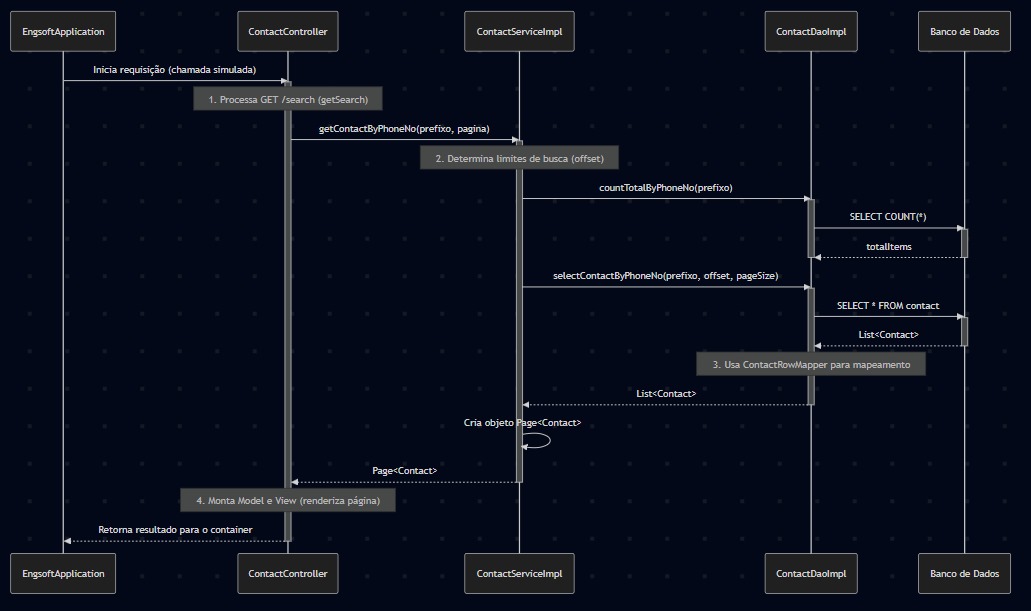 EngsoftApplication
ContactController
ContactServiceImpl
ContactDaoImpl
Banco de Dados
Inicia requisição (chamada simulada)
1. Processa GET /search (getSearch)
getContactByPhoneNo(prefixo, pagina)
2. Determina limites de busca (offset)
countTotalByPhoneNo(prefixo)
SELECT COUNT(*)
totalItems
selectContactByPhoneNo(prefixo, offset, pageSize)
SELECT * FROM contact
List<Contact>
3. Usa ContactRowMapper para mapeamento
List<Contact>
Cria objeto Page<Contact>
Page<Contact>
4. Monta Model e View (renderiza página)
Retorna resultado para o container
EngsoftApplication
ContactController
ContactServiceImpl
ContactDaoImpl
Banco de Dados